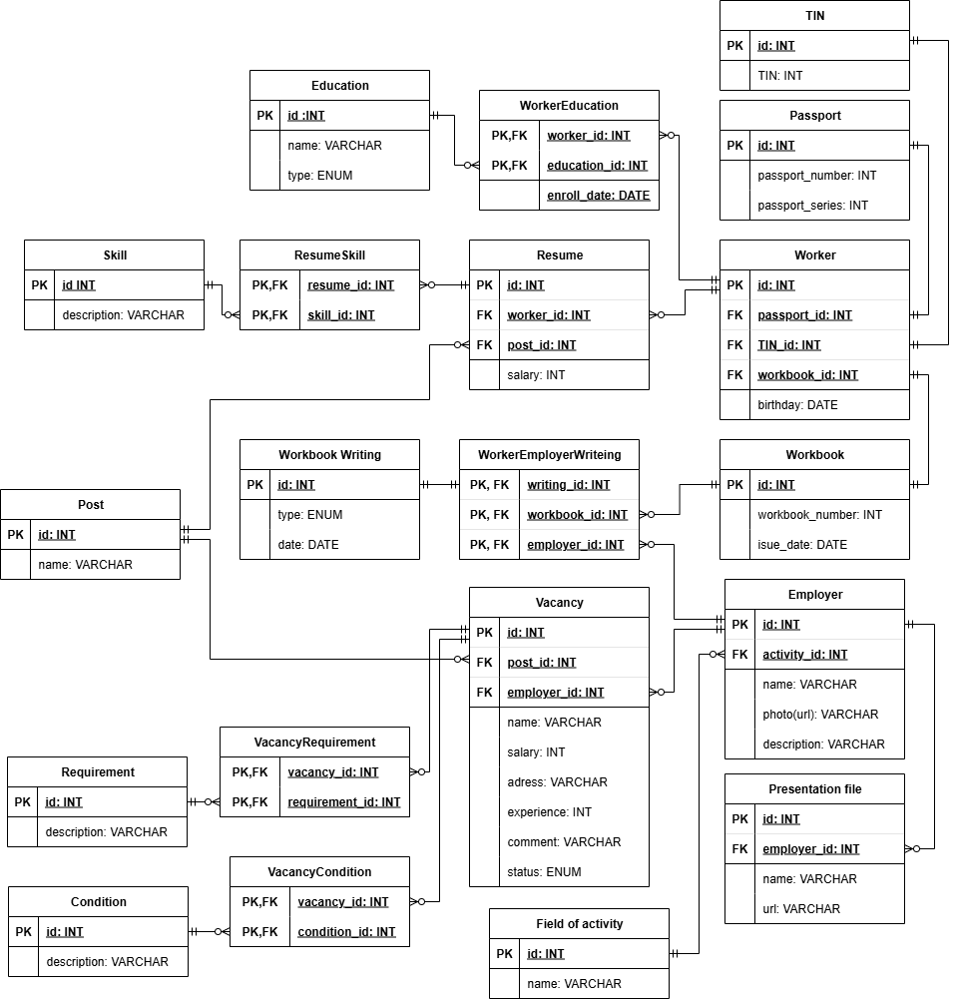 TIN
PK id: INT
TIN: INT
Education
PK id :INT
name: VARCHAR
type: ENUM
WorkerEducation
PK,FK worker_id: INT
PK,FK education_id: INT
enroll_date: DATE
Passport
PK id: INT
passport_number: INT
passport_series: INT
Skill
PK id INT
description: VARCHAR
ResumeSkill
PK,FK resume_id: INT
PK,FK skill_id: INT
Resume
PK id: INT
FK worker_id: INT
FK post_id: INT
salary: INT
Worker
PK id: INT
FK passport_id: INT
FK TIN_id: INT
FK workbook_id: INT
birthday: DATE
Workbook Writing
PK id: INT
type: ENUM
date: DATE
WorkerEmployerWriteing
PK, FK writing_id: INT
PK, FK workbook_id: INT
PK, FK employer_id: INT
Workbook
PK id: INT
workbook_number: INT
isue_date: DATE
Post
PK id: INT
name: VARCHAR
Vacancy
PK id: INT
FK post_id: INT
FK employer_id: INT
name: VARCHAR
salary: INT
adress: VARCHAR
experience: INT
comment: VARCHAR
status: ENUM
Employer
PK id: INT
FK activity_id: INT
name: VARCHAR
photo(url): VARCHAR
description: VARCHAR
VacancyRequirement
PK,FK vacancy_id: INT
PK,FK requirement_id: INT
Requirement
PK id: INT
description: VARCHAR
Presentation file
PK id: INT
FK employer_id: INT
name: VARCHAR
url: VARCHAR
VacancyCondition
PK,FK vacancy_id: INT
PK,FK condition_id: INT
Condition
PK id: INT
description: VARCHAR
Field of activity
PK id: INT
name: VARCHAR